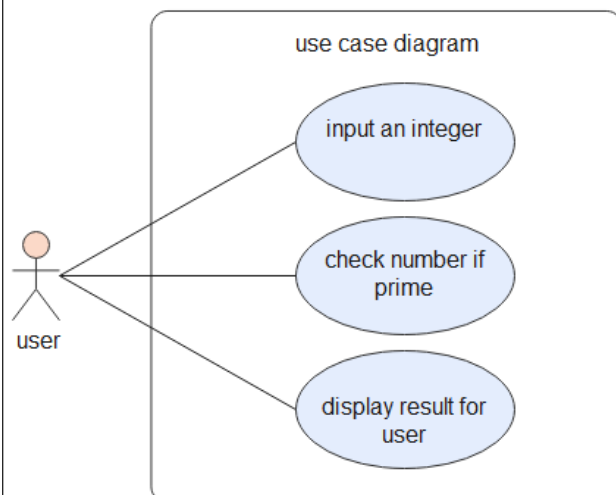 use case diagram
input an integer
check number if
prime
user
display result for
user